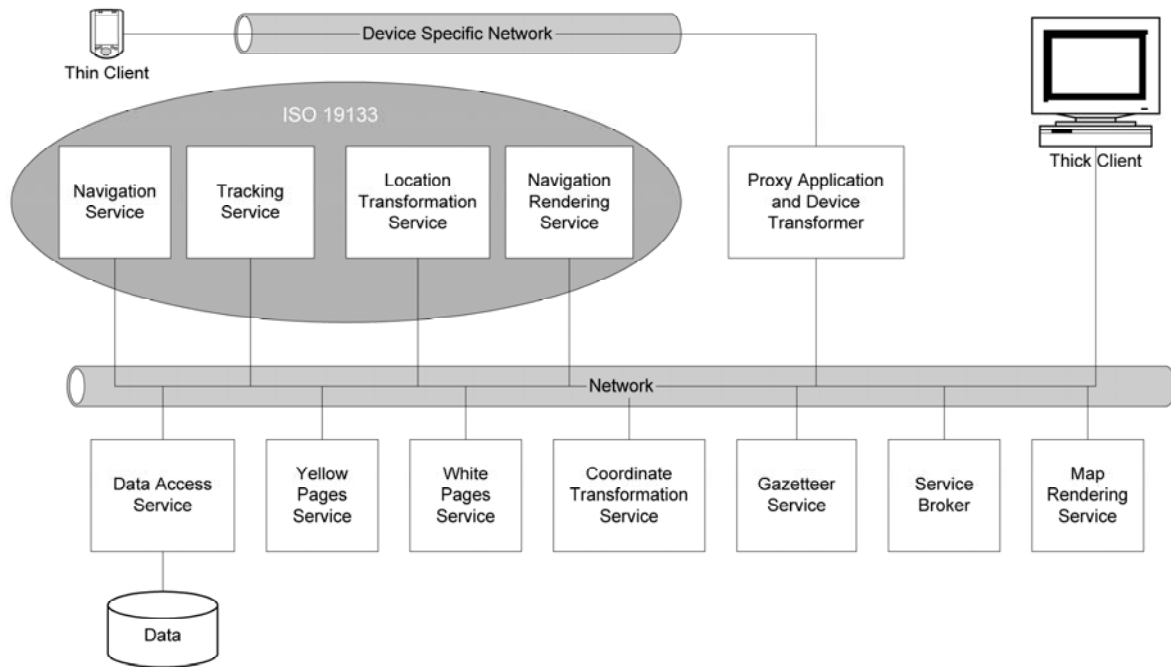 Device Specific Network
Thin Client
ISO 19133
Thick Client
Navigation
Service
Tracking
Service
Location
Transformation
Service
Navigation
Rendering
Service
Proxy Application
and Device
Transformer
Network
Data Access
Service
Yellow
Pages
Service
White
Pages
Service
Coordinate
Transformation
Service
Gazetteer
Service
Service
Broker
Map
Rendering
Service
Data